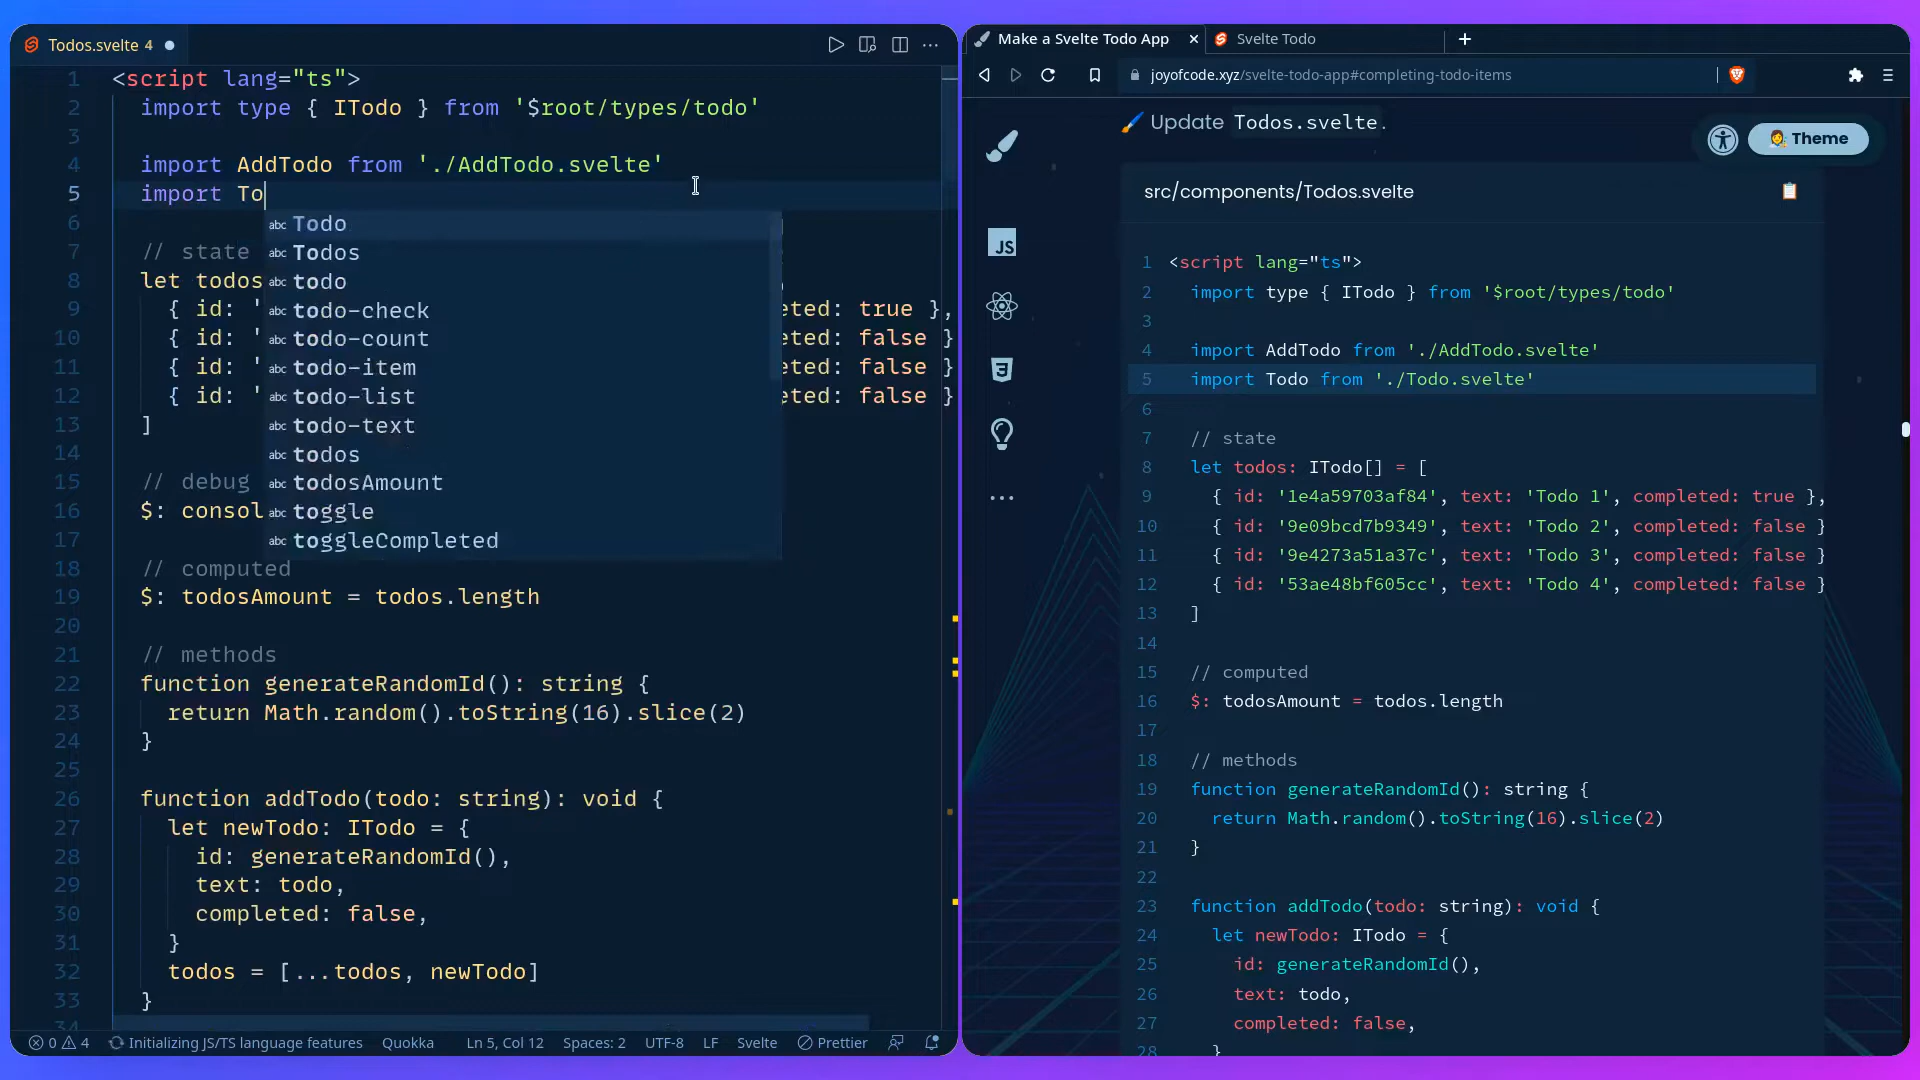 Todos.svelte 4
1 <script lang="ts">
2 import type { ITodo } from '$root/types/todo'
3
4 import AddTodo from './AddTodo.svelte'
5 import To
6
7 // state
8 let todos
9 { id: ' eted: true },
10 { id: ' eted: false }
11 { id: ' eted: false }
12 { id: ' eted: false }
13 ]
14
15 // debug
16 $: consol
17
18 // computed
19 $: todosAmount = todos.length
20
21 // methods
22 function generateRandomId(): string {
23 return Math.random().toString(16).slice(2)
24 }
25
26 function addTodo(todo: string): void {
27 let newTodo: ITodo = {
28 id: generateRandomId(),
29 text: todo,
30 completed: false,
31 }
32 todos = [...todos, newTodo]
33 }
34
abc Todo
abc Todos
abc todo
abc todo-check
abc todo-count
abc todo-item
abc todo-list
abc todo-text
abc todos
abc todosAmount
abc toggle
abc toggleCompleted
0 4 Initializing JS/TS language features Quokka Ln 5, Col 12 Spaces: 2 UTF-8 LF Svelte Prettier
Make a Svelte Todo App
Svelte Todo
joyofcode.xyz/svelte-todo-app#completing-todo-items
Update Todos.svelte.
Theme
JS
src/components/Todos.svelte
1 <script lang="ts">
2 import type { ITodo } from '$root/types/todo'
3
4 import AddTodo from './AddTodo.svelte'
5 import Todo from './Todo.svelte'
6
7 // state
8 let todos: ITodo[] = [
9 { id: '1e4a59703af84', text: 'Todo 1', completed: true },
10 { id: '9e09bcd7b9349', text: 'Todo 2', completed: false }
11 { id: '9e4273a51a37c', text: 'Todo 3', completed: false }
12 { id: '53ae48bf605cc', text: 'Todo 4', completed: false }
13 ]
14
15 // computed
16 $: todosAmount = todos.length
17
18 // methods
19 function generateRandomId(): string {
20 return Math.random().toString(16).slice(2)
21 }
22
23 function addTodo(todo: string): void {
24 let newTodo: ITodo = {
25 id: generateRandomId(),
26 text: todo,
27 completed: false,
28 }